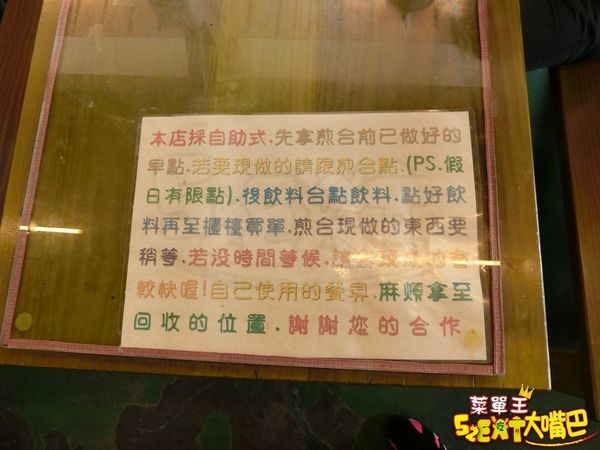 本店採自助式.先拿煎台前已做好的
早點.若要現做的請跟煎台點.(PS.假
日有限點).後飲料台點飲料.點好飲
料再至櫃檯買單.煎台現做的東西要
稍等.若沒時間等候.請
較快喔!自己使用的餐具.麻煩拿至
回收的位置.謝謝您的合作
菜單王
大嘴巴